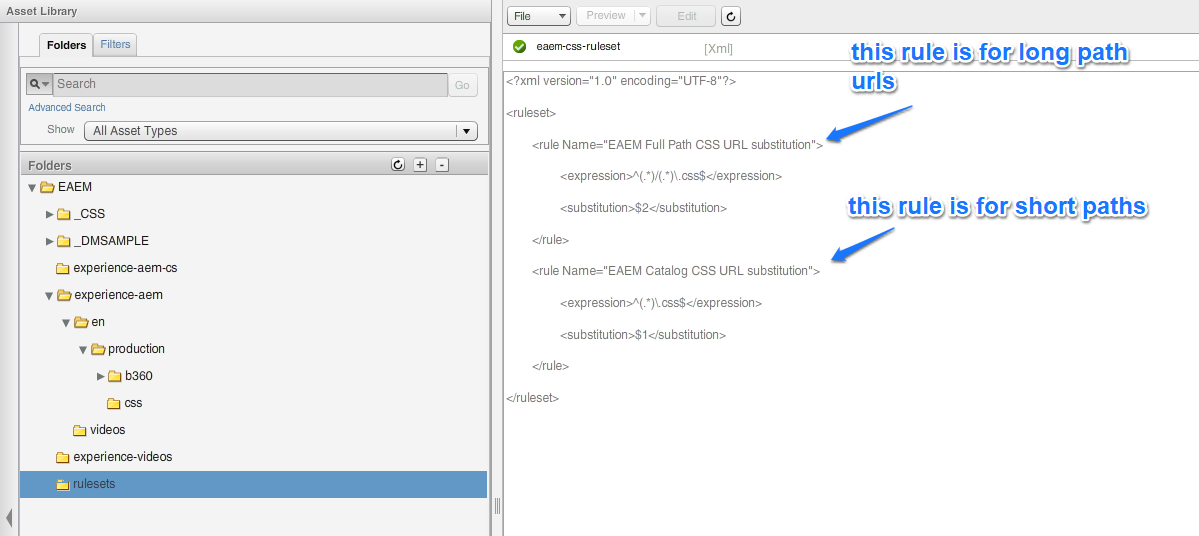 Asset Library
Folders Filters
Search Go
Advanced Search
Show All Asset Types
Folders
EAEM
_CSS
_DMSAMPLE
experience-aem-cs
experience-aem
en
production
b360
css
videos
experience-videos
rulesets
File Preview Edit
eaem-css-ruleset [Xml]
this rule is for long path
urls
<?xml version="1.0" encoding="UTF-8"?>
<ruleset>
<rule Name="EAEM Full Path CSS URL substitution">
<expression>^(.*)/(.*)\.css$</expression>
<substitution>$2</substitution>
this rule is for short paths
</rule>
<rule Name="EAEM Catalog CSS URL substitution">
<expression>^(.*)\.css$</expression>
<substitution>$1</substitution>
</rule>
</ruleset>